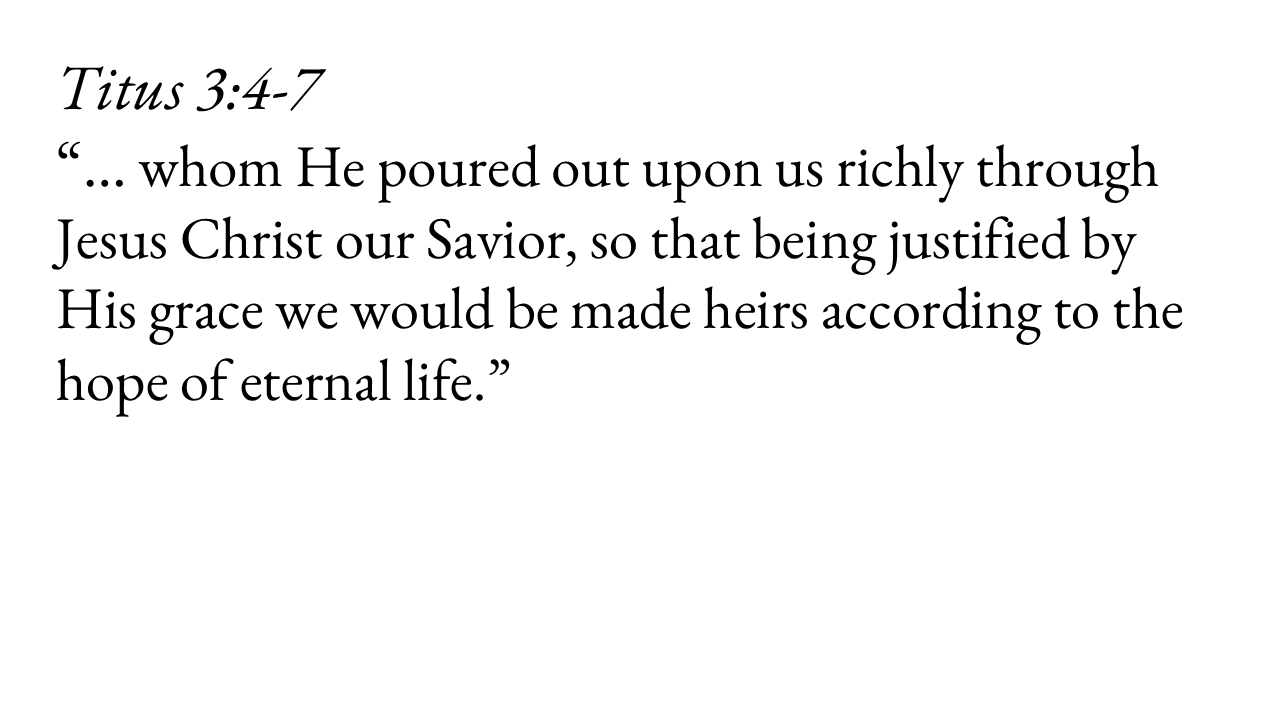 Titus 3:4-7
“… whom He poured out upon us richly through
Jesus Christ our Savior, so that being justified by
His grace we would be made heirs according to the
hope of eternal life.”